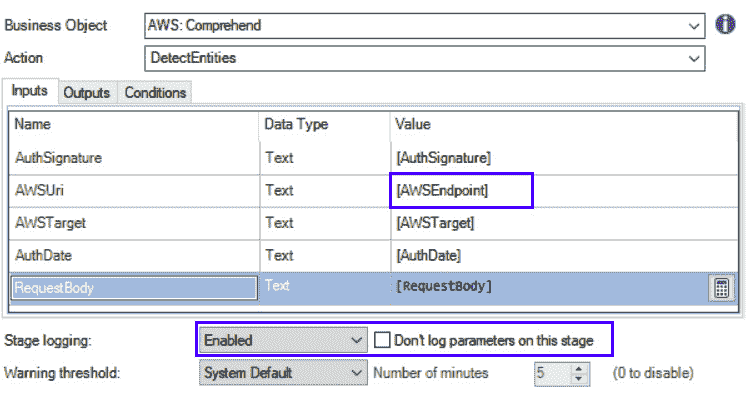 Business Object AWS: Comprehend
Action DetectEntities
Inputs Outputs Conditions
Name Data Type Value
AuthSignature Text [AuthSignature]
AWSUri Text [AWSEndpoint]
AWSTarget Text [AWSTarget]
AuthDate Text [AuthDate]
RequestBody Text [RequestBody]
Stage logging: Enabled Don't log parameters on this stage
Warning threshold: System Default Number of minutes 5 (0 to disable)